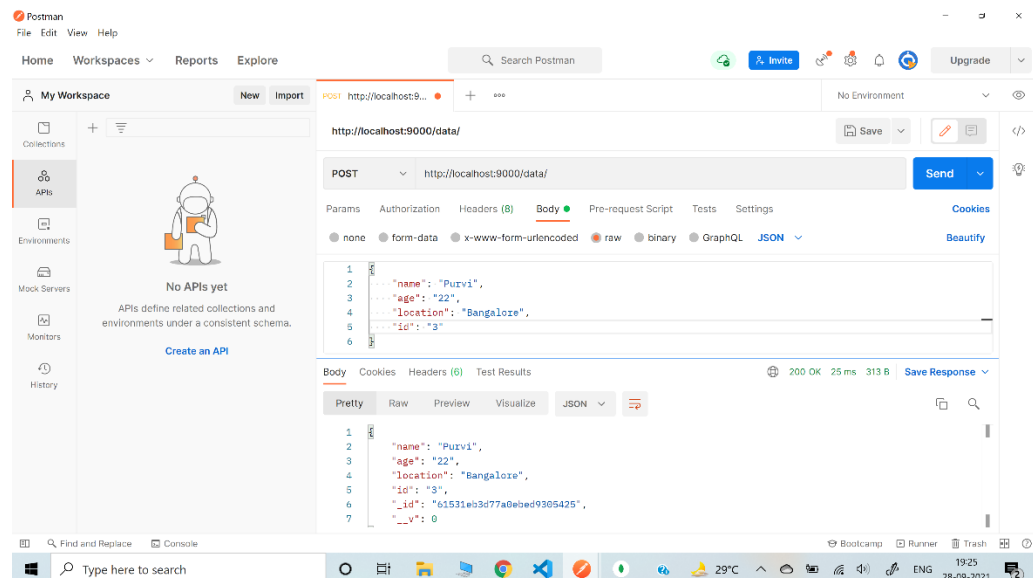 Postman
File Edit View Help
Home Workspaces Reports Explore Search Postman Invite Upgrade
My Workspace New Import POST http://localhost:9... No Environment
Collections
APIs
Environments
Mock Servers
Monitors
History
No APIs yet
APIs define related collections and
environments under a consistent schema.
Create an API
http://localhost:9000/data/ Save
POST http://localhost:9000/data/ Send
Params Authorization Headers (8) Body Pre-request Script Tests Settings Cookies
none form-data x-www-form-urlencoded raw binary GraphQL JSON Beautify
1 {
2 "name": "Purvi",
3 "age": "22",
4 "location": "Bangalore",
5 "id": "3"
6 }
Body Cookies Headers (6) Test Results 200 OK 25 ms 313 B Save Response
Pretty Raw Preview Visualize JSON
1 {
2 "name": "Purvi",
3 "age": "22",
4 "location": "Bangalore",
5 "id": "3",
6 "_id": "61531eb3d77a0ebed9305425",
7 "__v": 0
Find and Replace Console Bootcamp Runner Trash
Type here to search 29°C ENG 19:25
28-09-2021